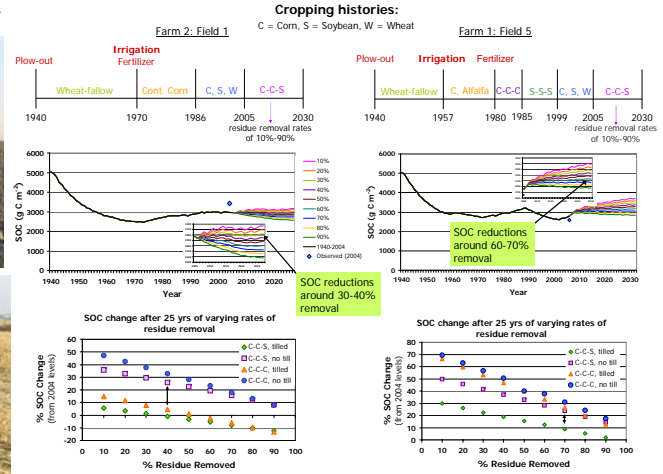 Cropping histories:
C = Corn, S = Soybean, W = Wheat
Farm 2: Field 1
Irrigation
Plow-out
Fertilizer
Wheat-fallow
Cont. Corn
C, S, W
C-C-S
1940
1970
1986
2005
2030
residue removal rates
of 10%-90%
Farm 1: Field 5
Plow-out
Irrigation
Fertilizer
Wheat-fallow
C, Alfalfa
C-C-C
S-S-S
C, S, W
C-C-S
1940
1957
1980
1985
1999
2005
2030
residue removal rates
of 10%-90%
SOC (g C m⁻²)
6000
5000
4000
3000
2000
1000
0
1940 1950 1960 1970 1980 1990 2000 2010 2020
Year
10%
20%
30%
40%
50%
60%
70%
80%
90%
1940-2004
Observed (2004)
SOC reductions
around 30-40%
removal
SOC (g C m⁻²)
6000
5000
4000
3000
2000
1000
0
1940 1950 1960 1970 1980 1990 2000 2010 2020
Year
SOC reductions
around 60-70%
removal
SOC change after 25 yrs of varying rates of
residue removal
% SOC Change
(from 2004 levels)
60
50
40
30
20
10
0
-10
-20
0 10 20 30 40 50 60 70 80 90 100
% Residue Removed
C-C-S, tilled
C-C-S, no till
C-C-C, tilled
C-C-C, no till
SOC change after 25 yrs of varying rates of
residue removal
% SOC Change
(from 2004 levels)
80
70
60
50
40
30
20
10
0
0 10 20 30 40 50 60 70 80 90 100
% Residue Removed
C-C-S, tilled
C-C-S, no till
C-C-C, tilled
C-C-C, no till